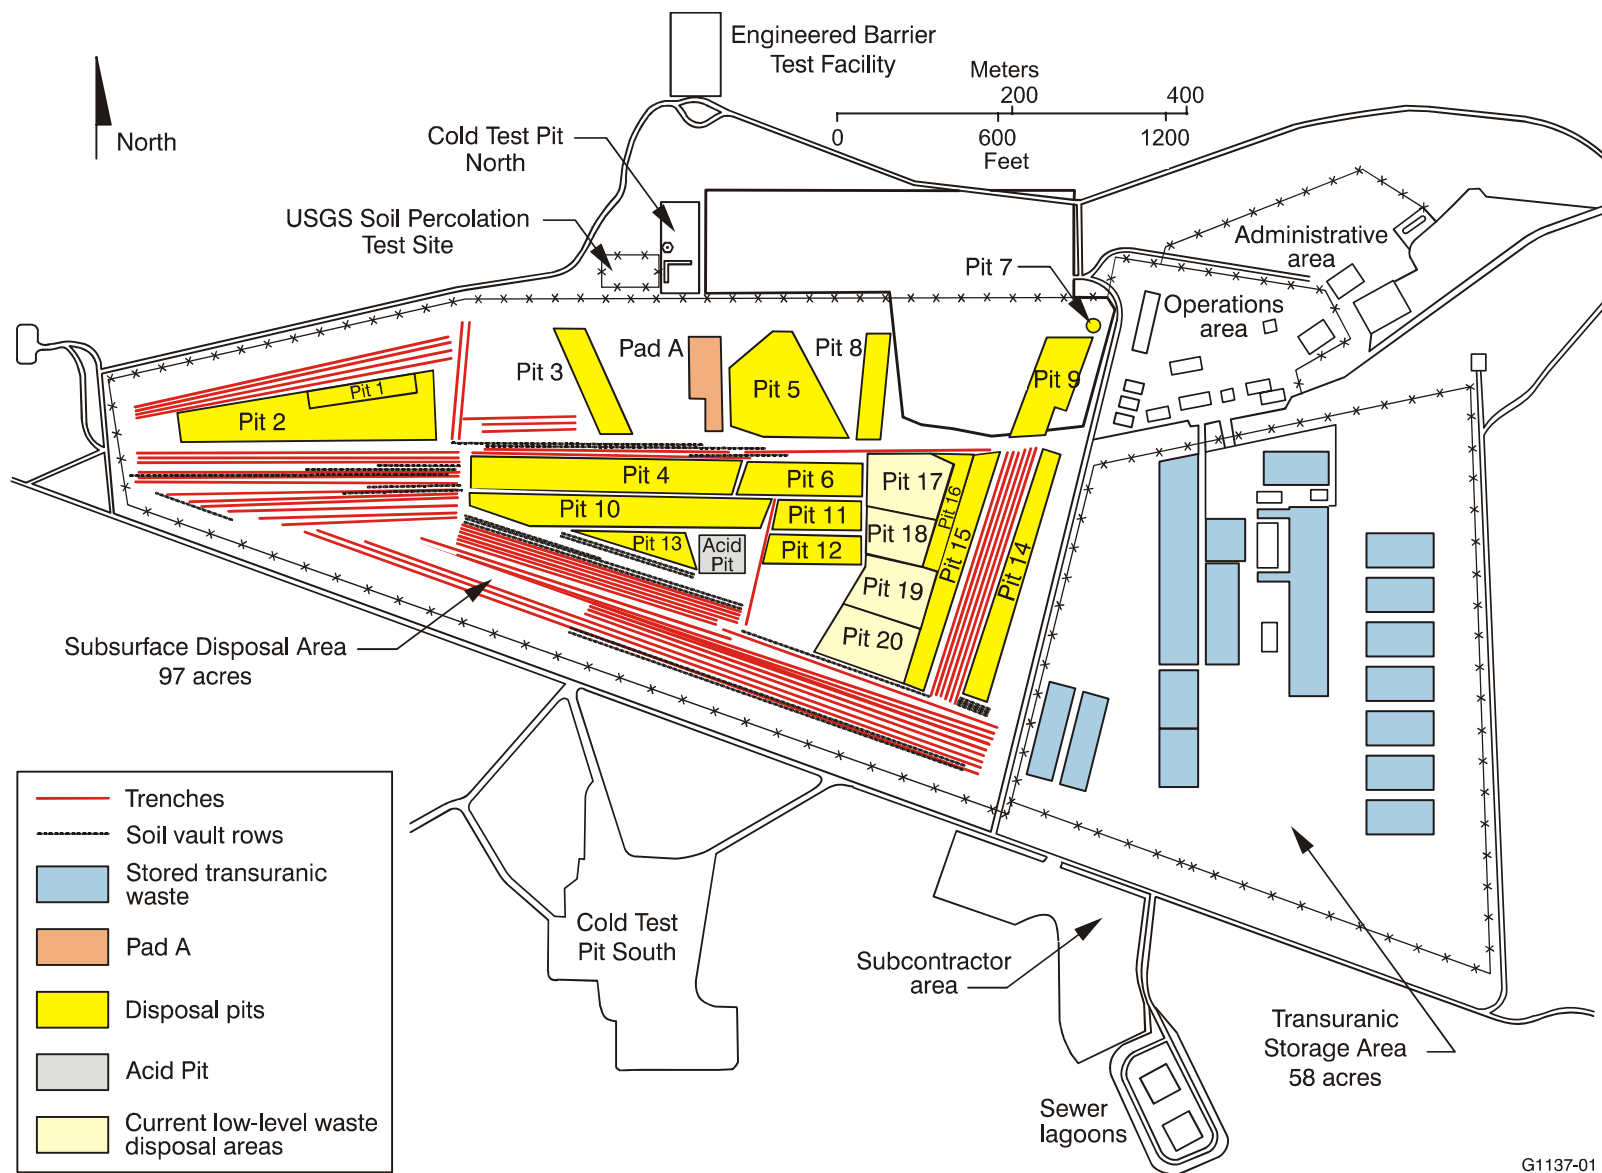 Engineered Barrier
Test Facility
Meters
200
400
0
600
1200
Feet
North
Cold Test Pit
North
USGS Soil Percolation
Test Site
Administrative
area
Pit 7
Operations
area
Pad A
Pit 8
Pit 3
Pit 1
Pit 5
Pit 9
Pit 2
Pit 4
Pit 6
Pit 17
Pit 16
Pit 10
Pit 11
Pit 18
Pit 15
Pit 14
Pit 13
Acid
Pit
Pit 12
Pit 19
Pit 20
Subsurface Disposal Area
97 acres
Trenches
Soil vault rows
Stored transuranic
waste
Pad A
Disposal pits
Acid Pit
Current low-level waste
disposal areas
Cold Test
Pit South
Subcontractor
area
Transuranic
Storage Area
58 acres
Sewer
lagoons
G1137-01